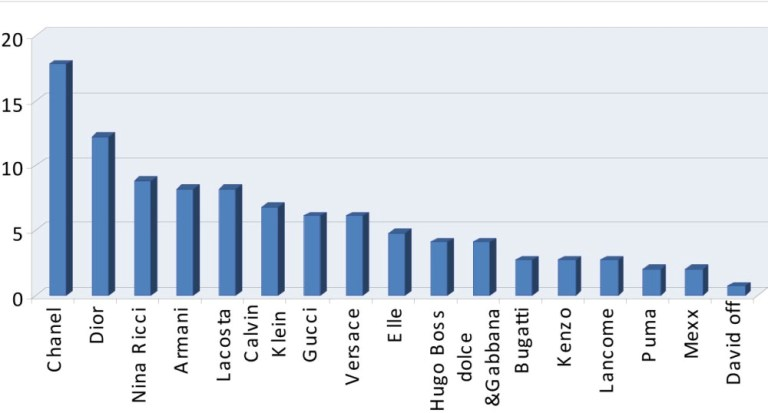 20
15
10
5
0
Chanel
Dior
Nina Ricci
Armani
Lacosta
Calvin
Klein
Gucci
Versace
Elle
Hugo Boss
dolce
&Gabbana
Bugatti
Kenzo
Lancome
Puma
Mexx
David off